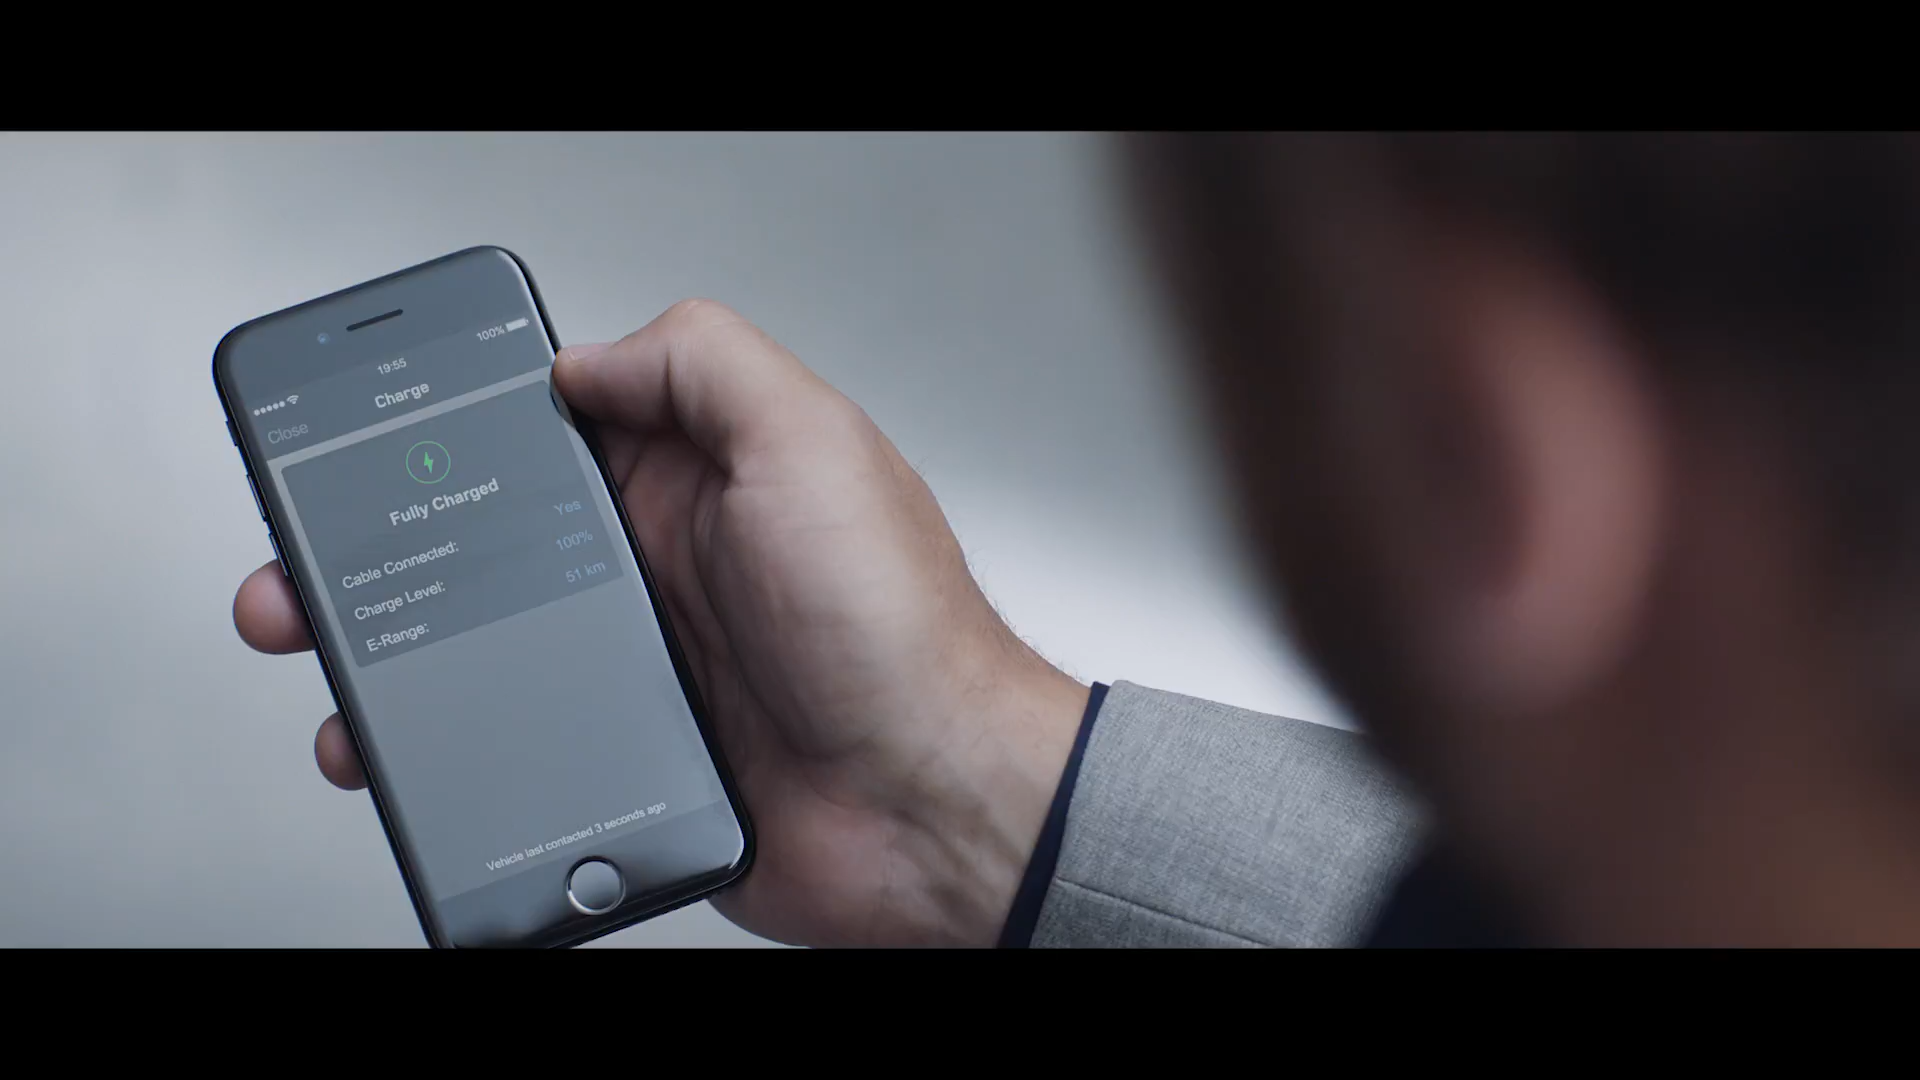 100%
19:55
Charge
Close
Fully Charged
Cable Connected: Yes
Charge Level: 100%
E-Range: 51 km
Vehicle last contacted 3 seconds ago